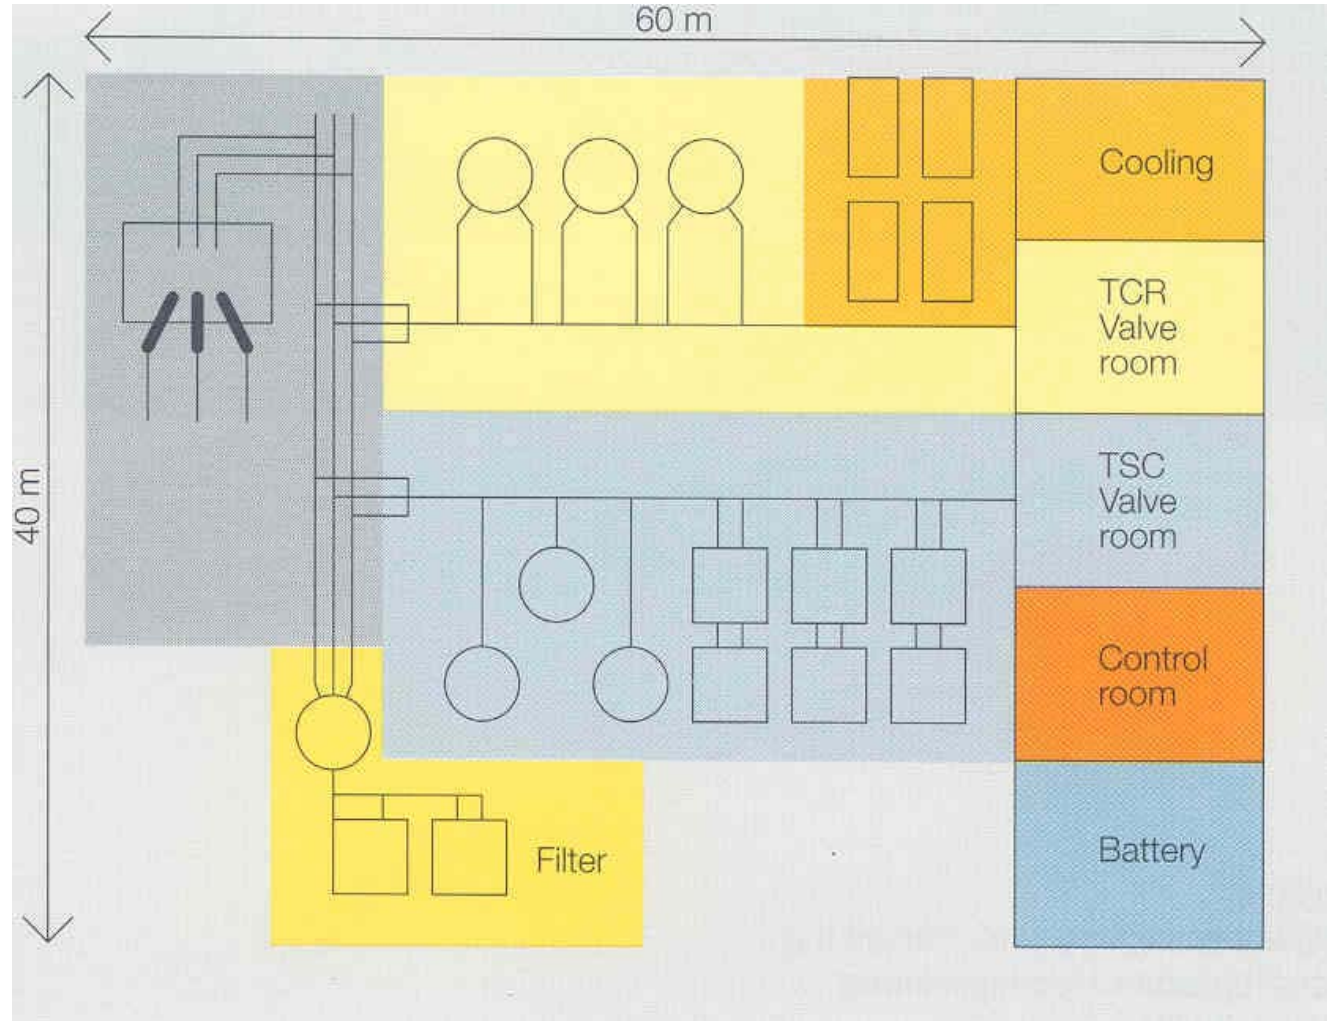 60 m
40 m
Cooling
TCR
Valve
room
TSC
Valve
room
Control
room
Battery
Filter